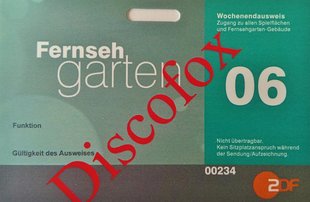 Wochenendausweis
Zugang zu allen Spielflächen
und Fernsehgarten-Gebäude
Fernseh
garten
06
Discofox
Funktion
Gültigkeit des Ausweises
Nicht übertragbar.
Kein Sitzplatzanspruch während
der Sendung/Aufzeichnung.
00234
ZDF